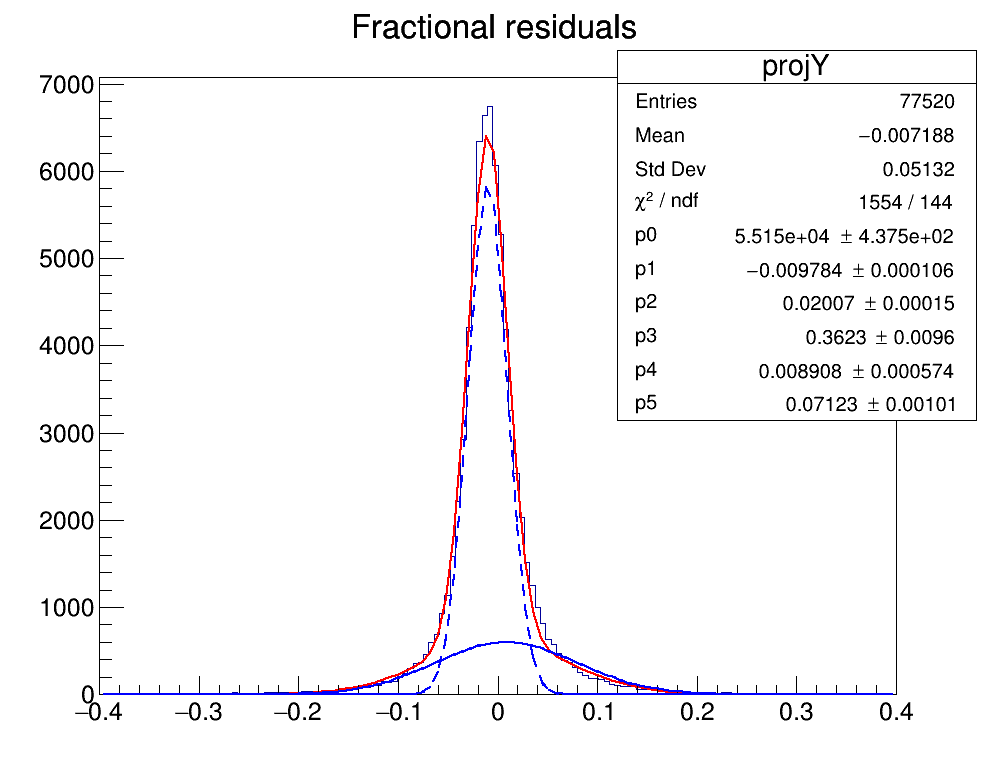 Fractional residuals
projY
Entries 77520
Mean −0.007188
Std Dev 0.05132
χ² / ndf 1554 / 144
p0 5.515e+04 ± 4.375e+02
p1 −0.009784 ± 0.000106
p2 0.02007 ± 0.00015
p3 0.3623 ± 0.0096
p4 0.008908 ± 0.000574
p5 0.07123 ± 0.00101
7000
6000
5000
4000
3000
2000
1000
0
−0.4 −0.3 −0.2 −0.1 0 0.1 0.2 0.3 0.4